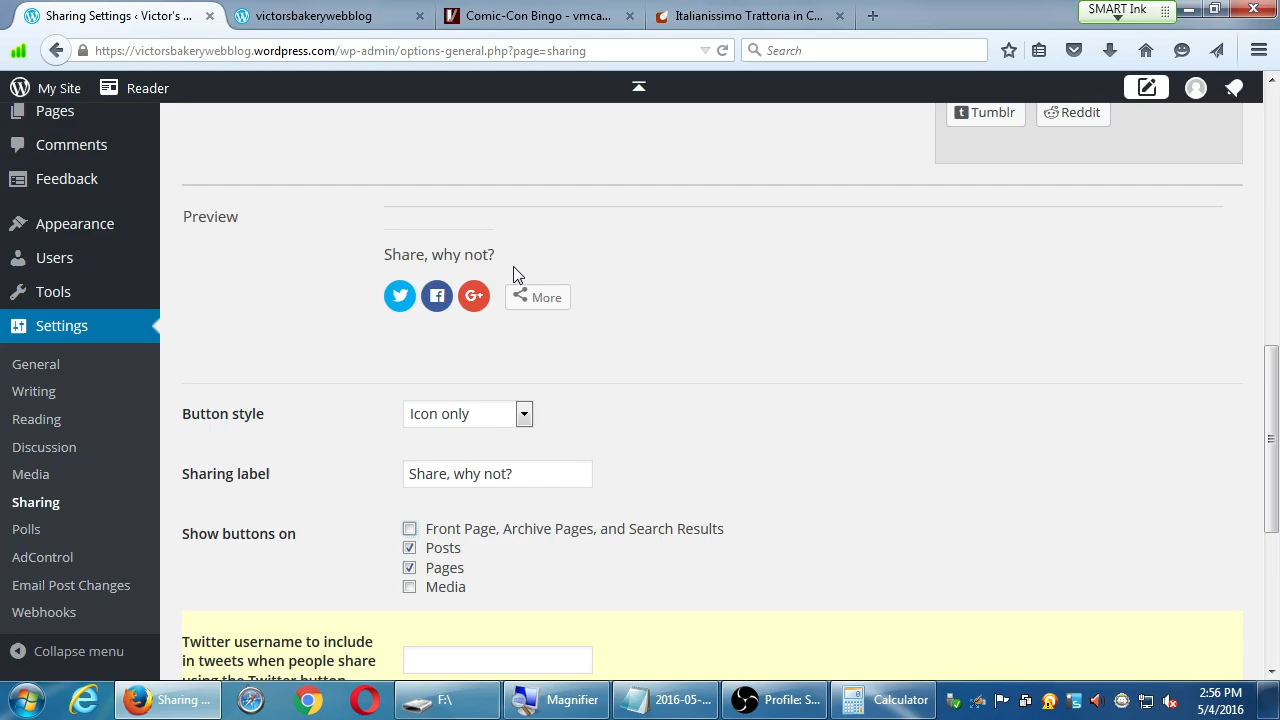 Sharing Settings ‹ Victor's ... ×
victorsbakerywebblog ×
Comic-Con Bingo - vmca... ×
Italianissimo Trattoria in C... ×
SMART Ink
https://victorsbakerywebblog.wordpress.com/wp-admin/options-general.php?page=sharing
Search
My Site
Reader
Pages
Comments
Feedback
Appearance
Users
Tools
Settings
General
Writing
Reading
Discussion
Media
Sharing
Polls
AdControl
Email Post Changes
Webhooks
Collapse menu
Tumblr
Reddit
Preview
Share, why not?
G+
More
Button style
Icon only
Sharing label
Share, why not?
Show buttons on
Front Page, Archive Pages, and Search Results
Posts
Pages
Media
Twitter username to include
in tweets when people share
using the Twitter button
Sharing ...
F:\
Magnifier
2016-05-...
Profile: S...
Calculator
2:56 PM
5/4/2016